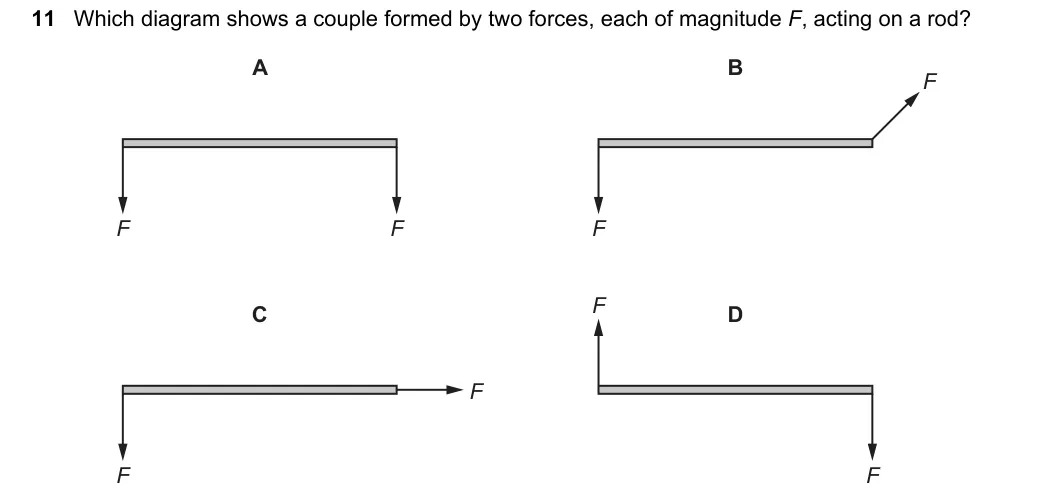 11 Which diagram shows a couple formed by two forces, each of magnitude F, acting on a rod?
A
B
F
F
F
F
C
F
D
F
F
F